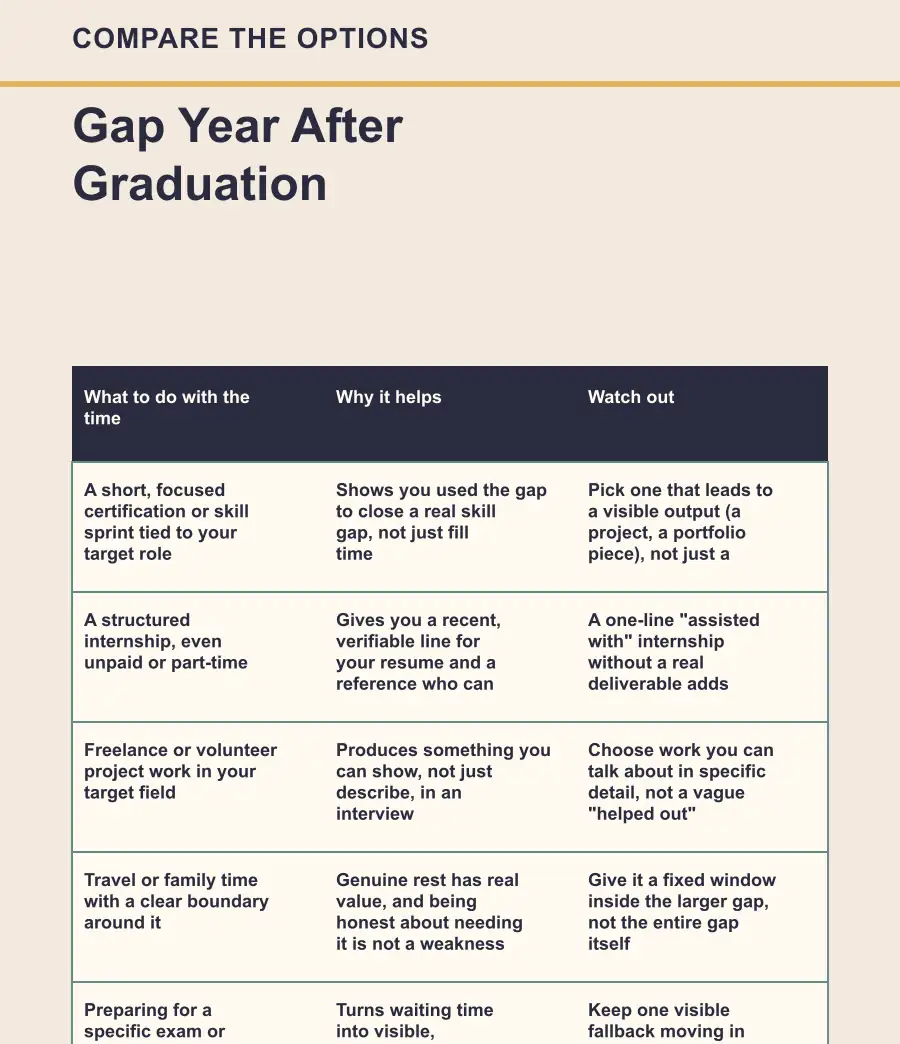 COMPARE THE OPTIONS
Gap Year After
Graduation
What to do with the
time
Why it helps
Watch out
A short, focused
certification or skill
sprint tied to your
target role
Shows you used the gap
to close a real skill
gap, not just fill
time
Pick one that leads to
a visible output (a
project, a portfolio
piece), not just a
A structured
internship, even
unpaid or part-time
Gives you a recent,
verifiable line for
your resume and a
reference who can
A one-line "assisted
with" internship
without a real
deliverable adds
Freelance or volunteer
project work in your
target field
Produces something you
can show, not just
describe, in an
interview
Choose work you can
talk about in specific
detail, not a vague
"helped out"
Travel or family time
with a clear boundary
around it
Genuine rest has real
value, and being
honest about needing
it is not a weakness
Give it a fixed window
inside the larger gap,
not the entire gap
itself
Preparing for a
specific exam or
Turns waiting time
into visible,
Keep one visible
fallback moving in